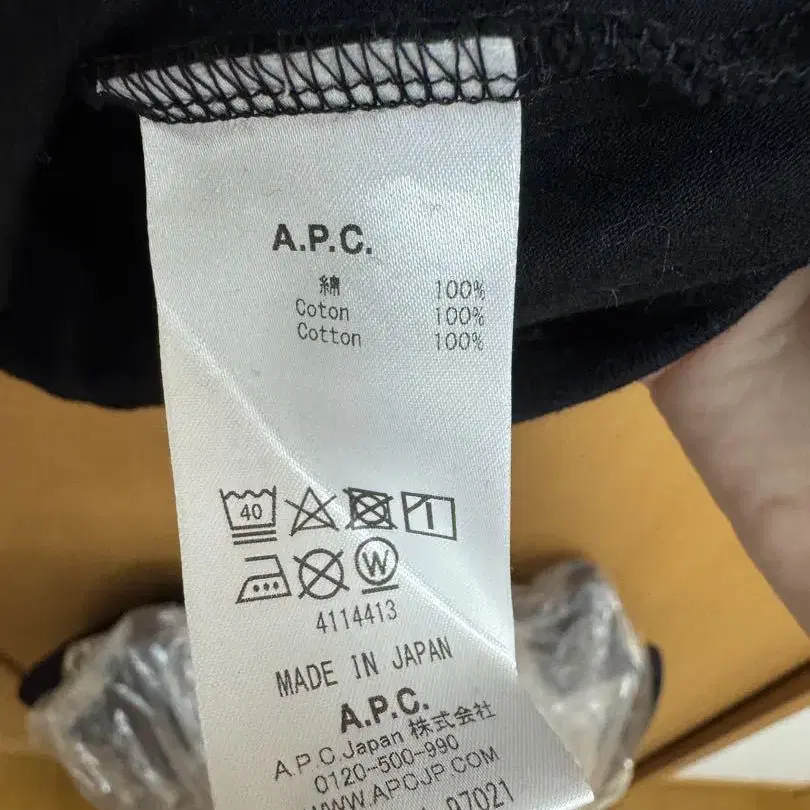 A.P.C.
綿 100%
Coton 100%
Cotton 100%
40
W
4114413
MADE IN JAPAN
A.P.C.
A.P.C.Japan 株式会社
0120-500-990
WWW.APCJP.COM
07021